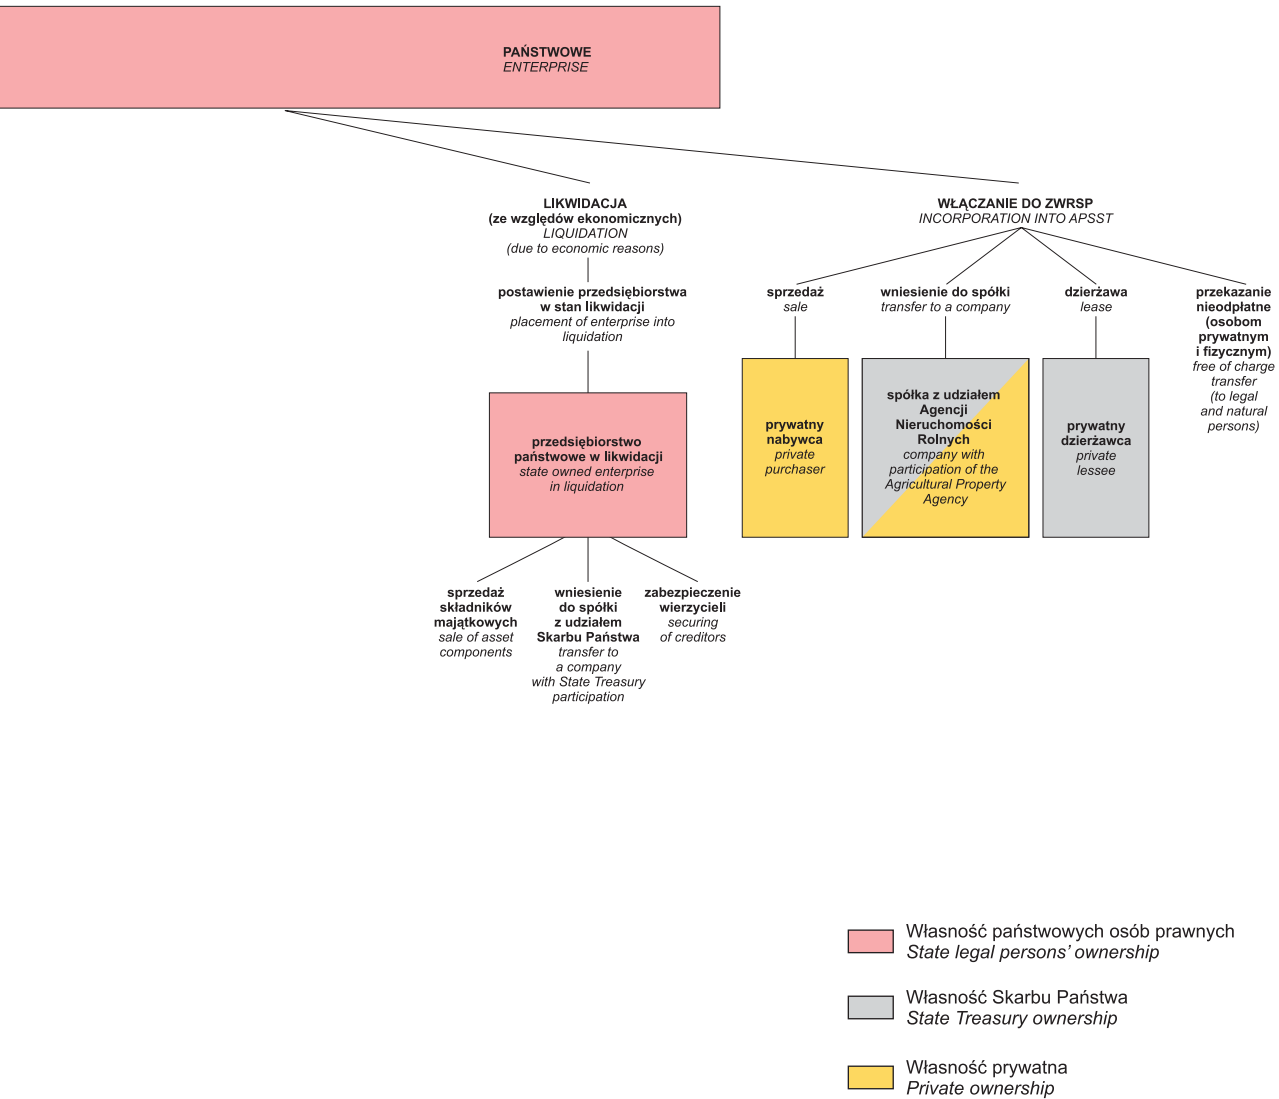 PAŃSTWOWE
ENTERPRISE
LIKWIDACJA
(ze względów ekonomicznych)
LIQUIDATION
(due to economic reasons)
WŁĄCZANIE DO ZWRSP
INCORPORATION INTO APSST
postawienie przedsiębiorstwa
w stan likwidacji
placement of enterprise into
liquidation
sprzedaż
sale
wniesienie do spółki
transfer to a company
dzierżawa
lease
przekazanie
nieodpłatne
(osobom
prywatnym
i fizycznym)
free of charge
transfer
(to legal
and natural
persons)
przedsiębiorstwo
państwowe w likwidacji
state owned enterprise
in liquidation
prywatny
nabywca
private
purchaser
spółka z udziałem
Agencji
Nieruchomości
Rolnych
company with
participation of the
Agricultural Property
Agency
prywatny
dzierżawca
private
lessee
sprzedaż
składników
majątkowych
sale of asset
components
wniesienie
do spółki
z udziałem
Skarbu Państwa
transfer to
a company
with State Treasury
participation
zabezpieczenie
wierzycieli
securing
of creditors
Własność państwowych osób prawnych
State legal persons’ ownership
Własność Skarbu Państwa
State Treasury ownership
Własność prywatna
Private ownership